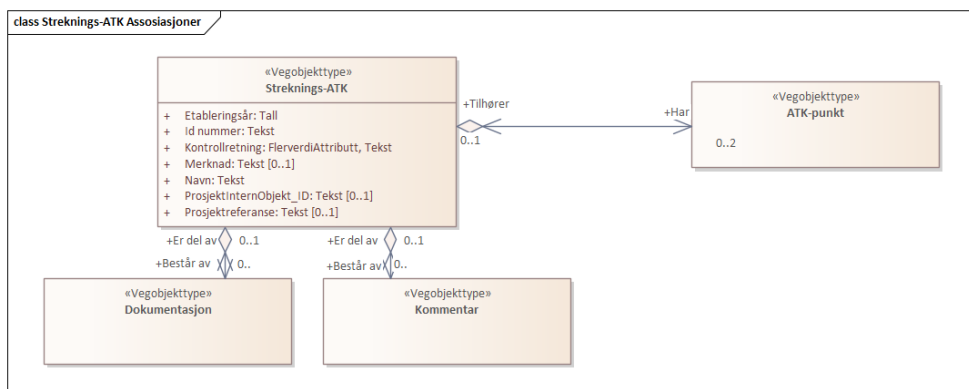 class Streknings-ATK Assosiasjoner
«Vegobjekttype»
Streknings-ATK
+ Etableringsår: Tall
+ Id nummer: Tekst
+ Kontrollretning: FlerverdiAttributt, Tekst
+ Merknad: Tekst [0..1]
+ Navn: Tekst
+ ProsjektInternObjekt_ID: Tekst [0..1]
+ Prosjektreferanse: Tekst [0..1]
+Tilhører
0..1
+Har
«Vegobjekttype»
ATK-punkt
0..2
+Er del av 0..1
+Består av 0..
+Er del av 0..1
+Består av 0..
«Vegobjekttype»
Dokumentasjon
«Vegobjekttype»
Kommentar